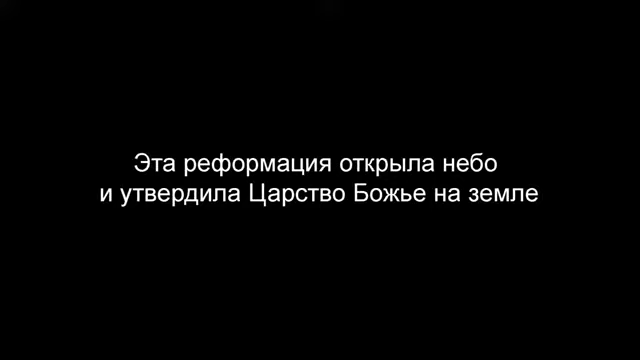 Эта реформация открыла небо
и утвердила Царство Божье на земле